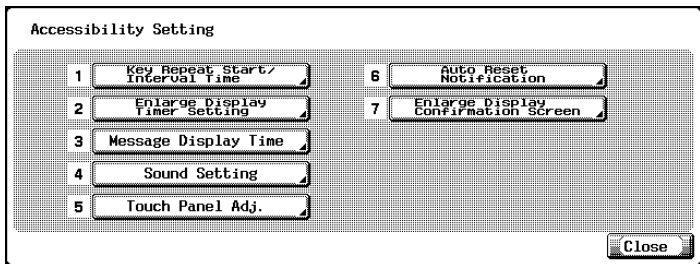 Accessibility Setting
1 Key Repeat Start/
Interval Time
2 Enlarge Display
Timer Setting
3 Message Display Time
4 Sound Setting
5 Touch Panel Adj.
6 Auto Reset
Notification
7 Enlarge Display
Confirmation Screen
Close